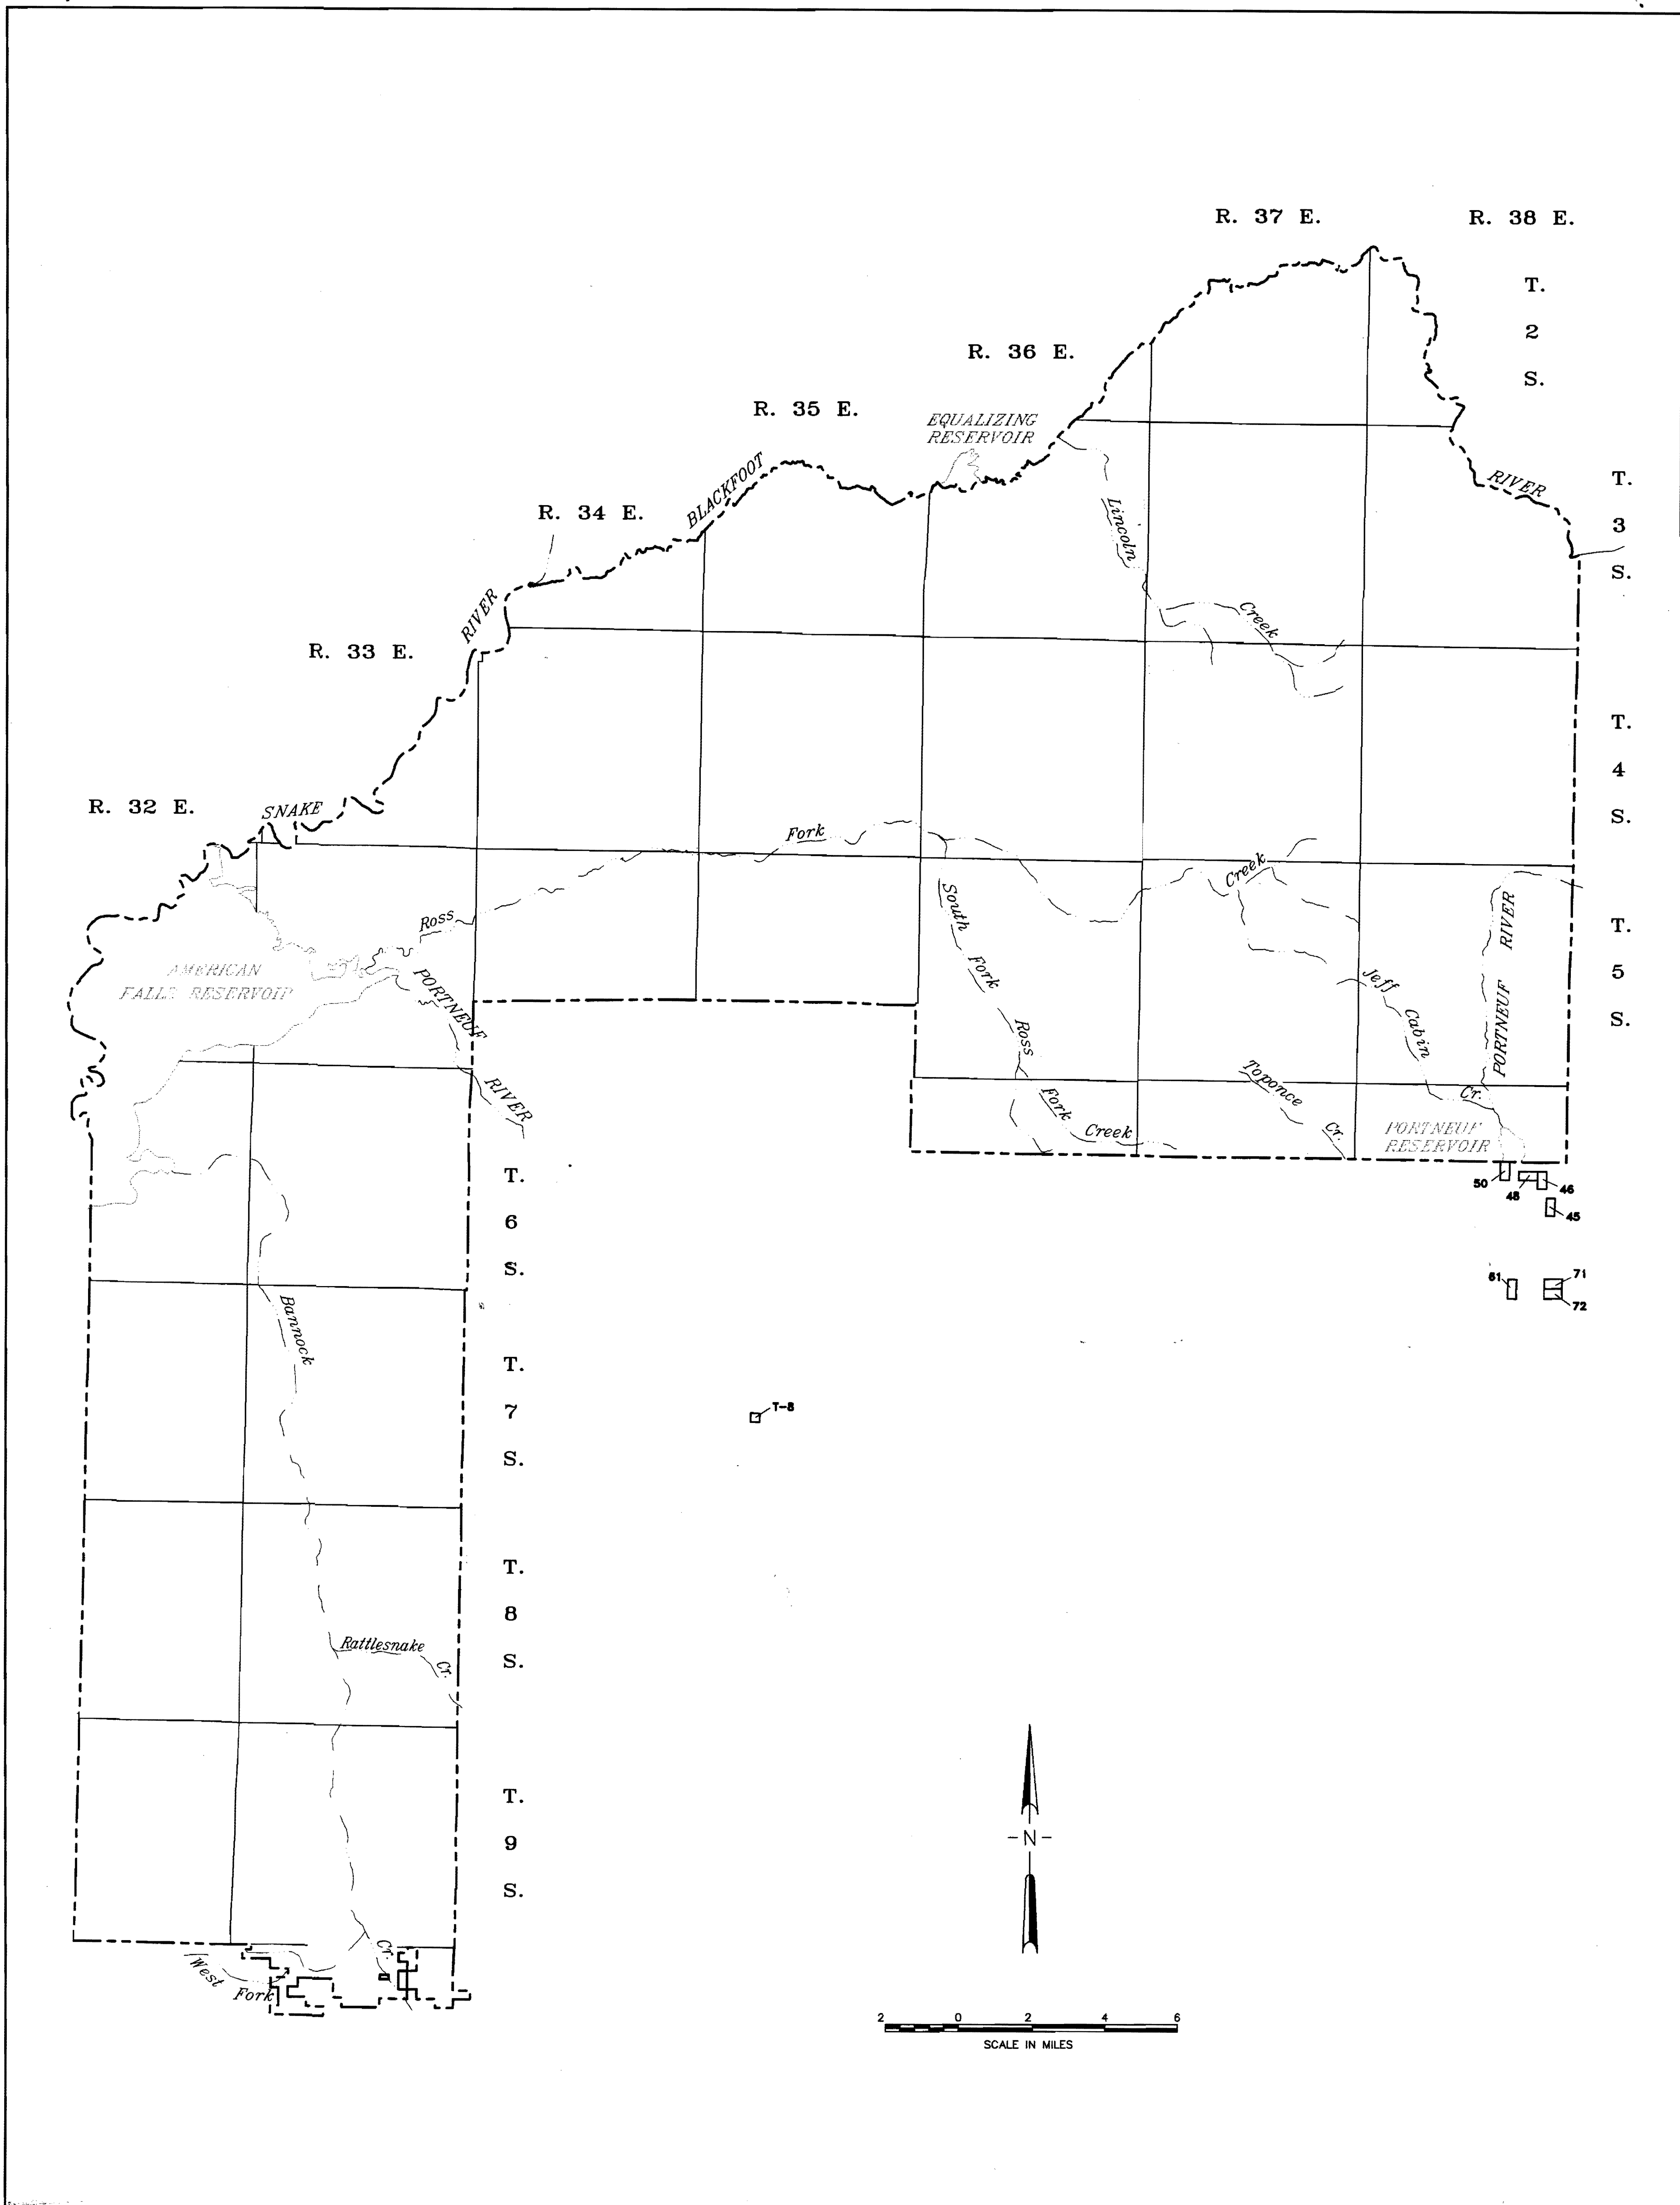 R. 37 E.
R. 38 E.
T.
2
S.
R. 36 E.
R. 35 E.
EQUALIZING
RESERVOIR
BLACKFOOT
RIVER
T.
3
S.
R. 34 E.
Lincoln
Creek
RIVER
R. 33 E.
T.
4
S.
R. 32 E.
SNAKE
Fork
Creek
Ross
South
Fork
Ross
Fork
Creek
RIVER
PORTNEUF
T.
5
S.
AMERICAN
FALLS RESERVOIR
PORTNEUF
RIVER
Jeff
Cabin
Cr.
Toponce
Cr.
PORTNEUF
RESERVOIR
50
48
46
45
61
71
72
T.
6
S.
Bannock
T.
7
S.
T-8
T.
8
S.
Rattlesnake
Cr.
T.
9
S.
-N-
Cr.
West
Fork
2 0 2 4 6
SCALE IN MILES